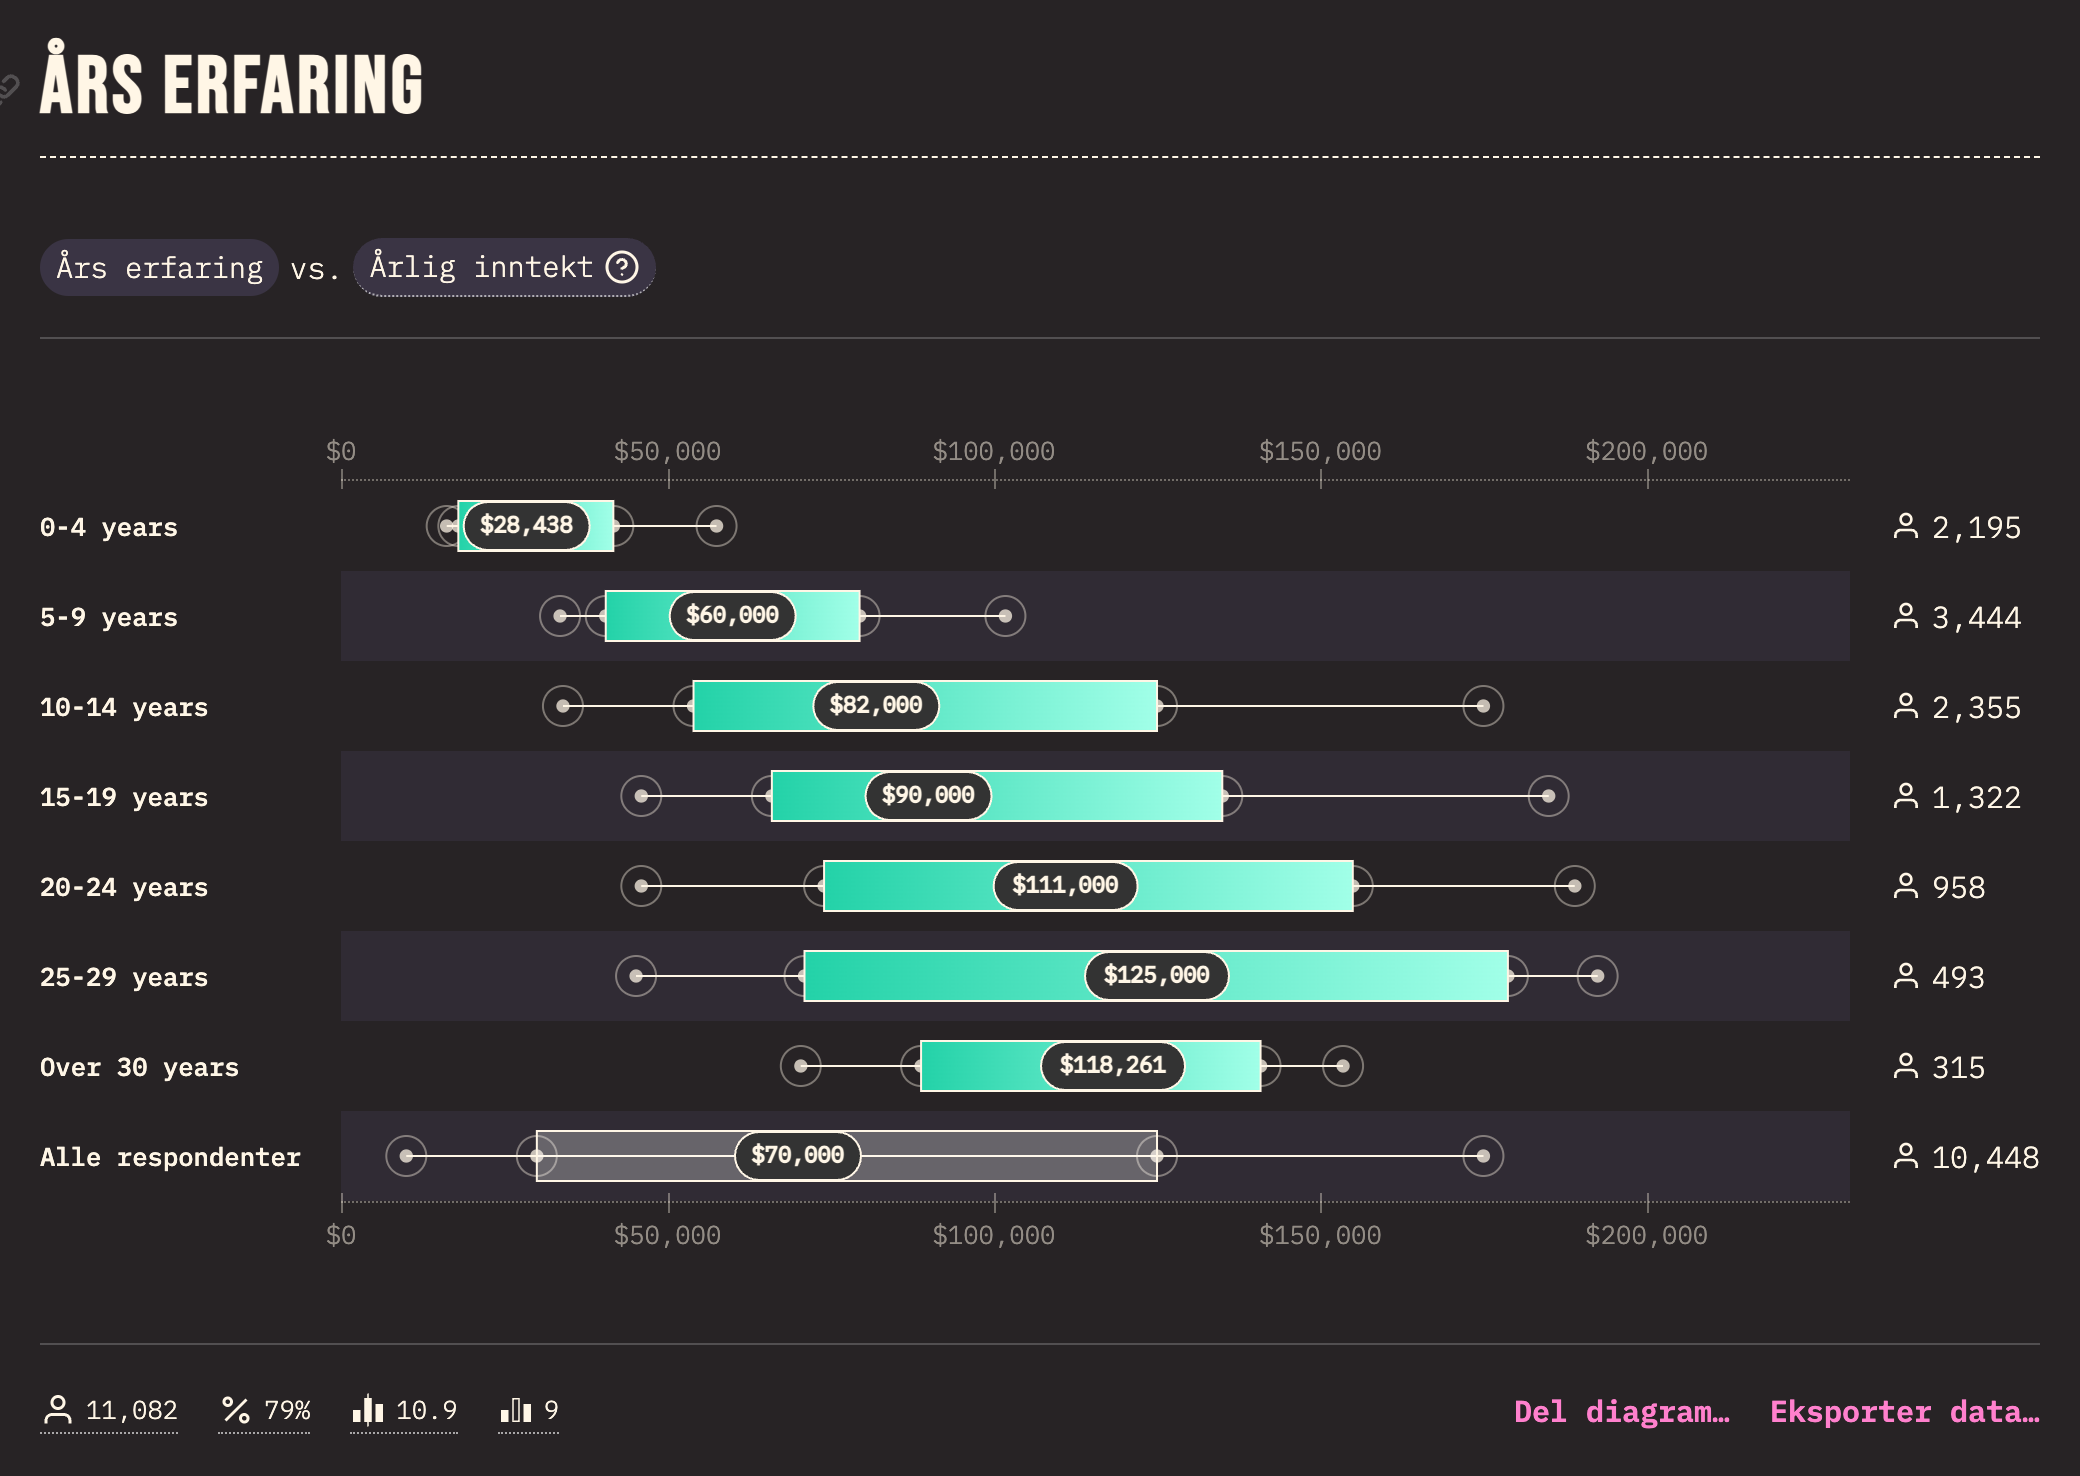 ÅRS ERFARING
Års erfaring vs. Årlig inntekt ?
$0 $50,000 $100,000 $150,000 $200,000
0-4 years $28,438 2,195
5-9 years $60,000 3,444
10-14 years $82,000 2,355
15-19 years $90,000 1,322
20-24 years $111,000 958
25-29 years $125,000 493
Over 30 years $118,261 315
Alle respondenter $70,000 10,448
$0 $50,000 $100,000 $150,000 $200,000
11,082 % 79% 10.9 9 Del diagram… Eksporter data…